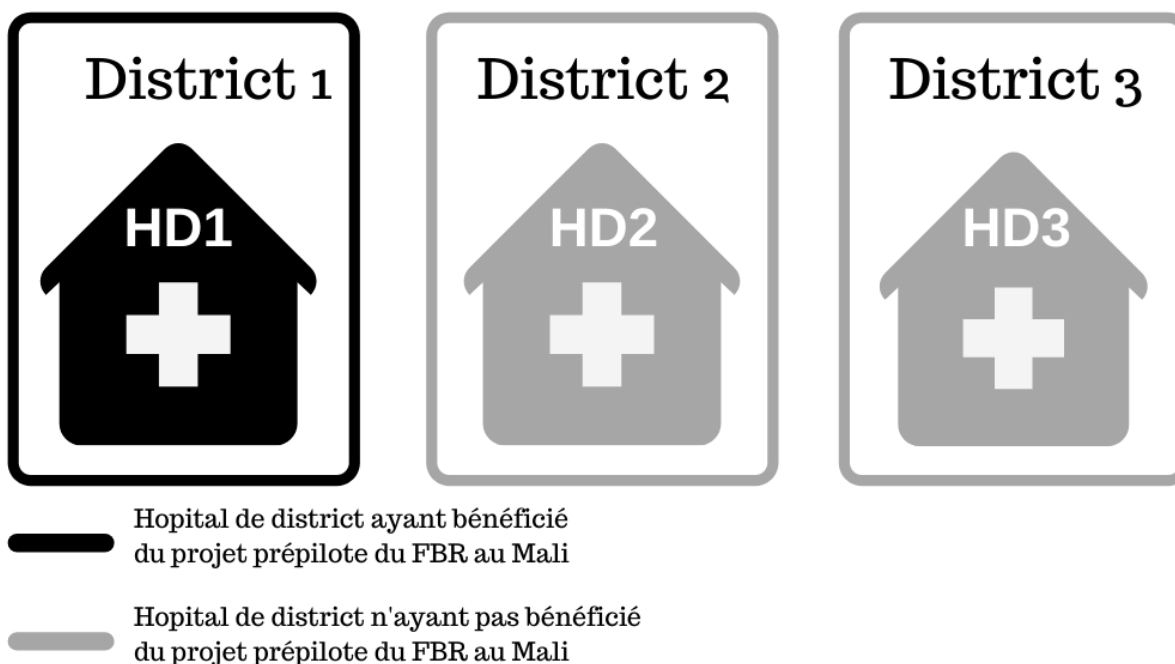 District 1
District 2
District 3
HD1
HD2
HD3
Hopital de district ayant bénéficié
du projet prépilote du FBR au Mali
Hopital de district n'ayant pas bénéficié
du projet prépilote du FBR au Mali